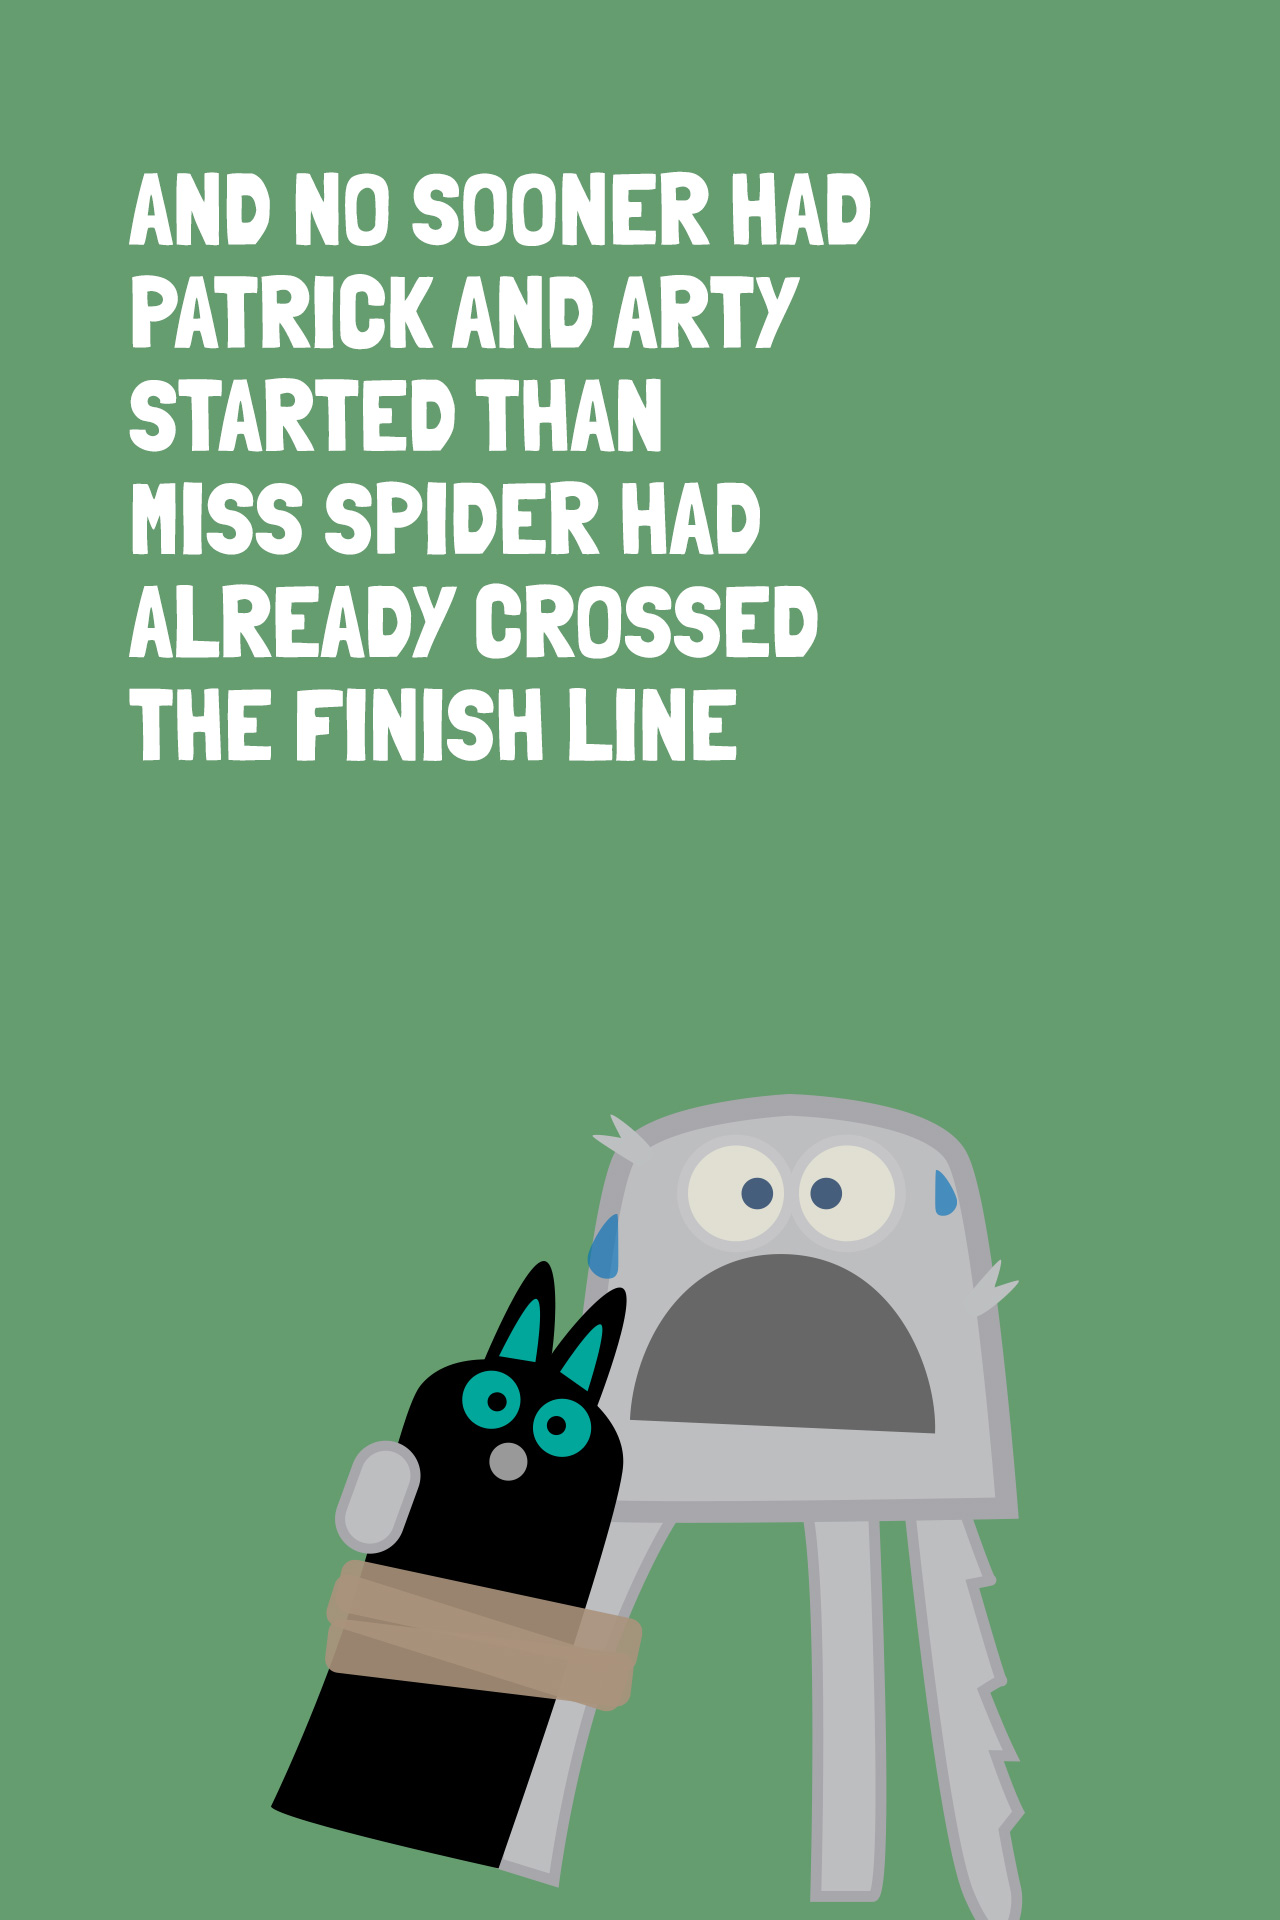 AND NO SOONER HAD
PATRICK AND ARTY
STARTED THAN
MISS SPIDER HAD
ALREADY CROSSED
THE FINISH LINE